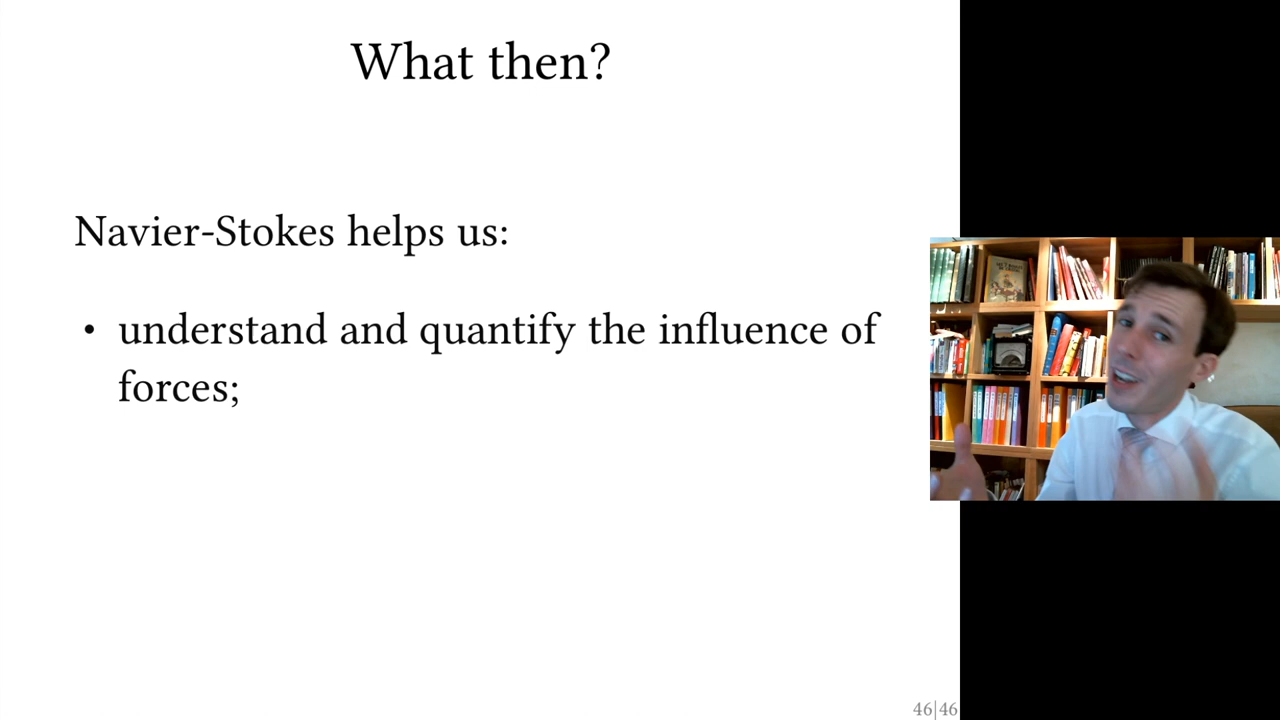 What then?
Navier-Stokes helps us:
• understand and quantify the influence of
forces;
46|46